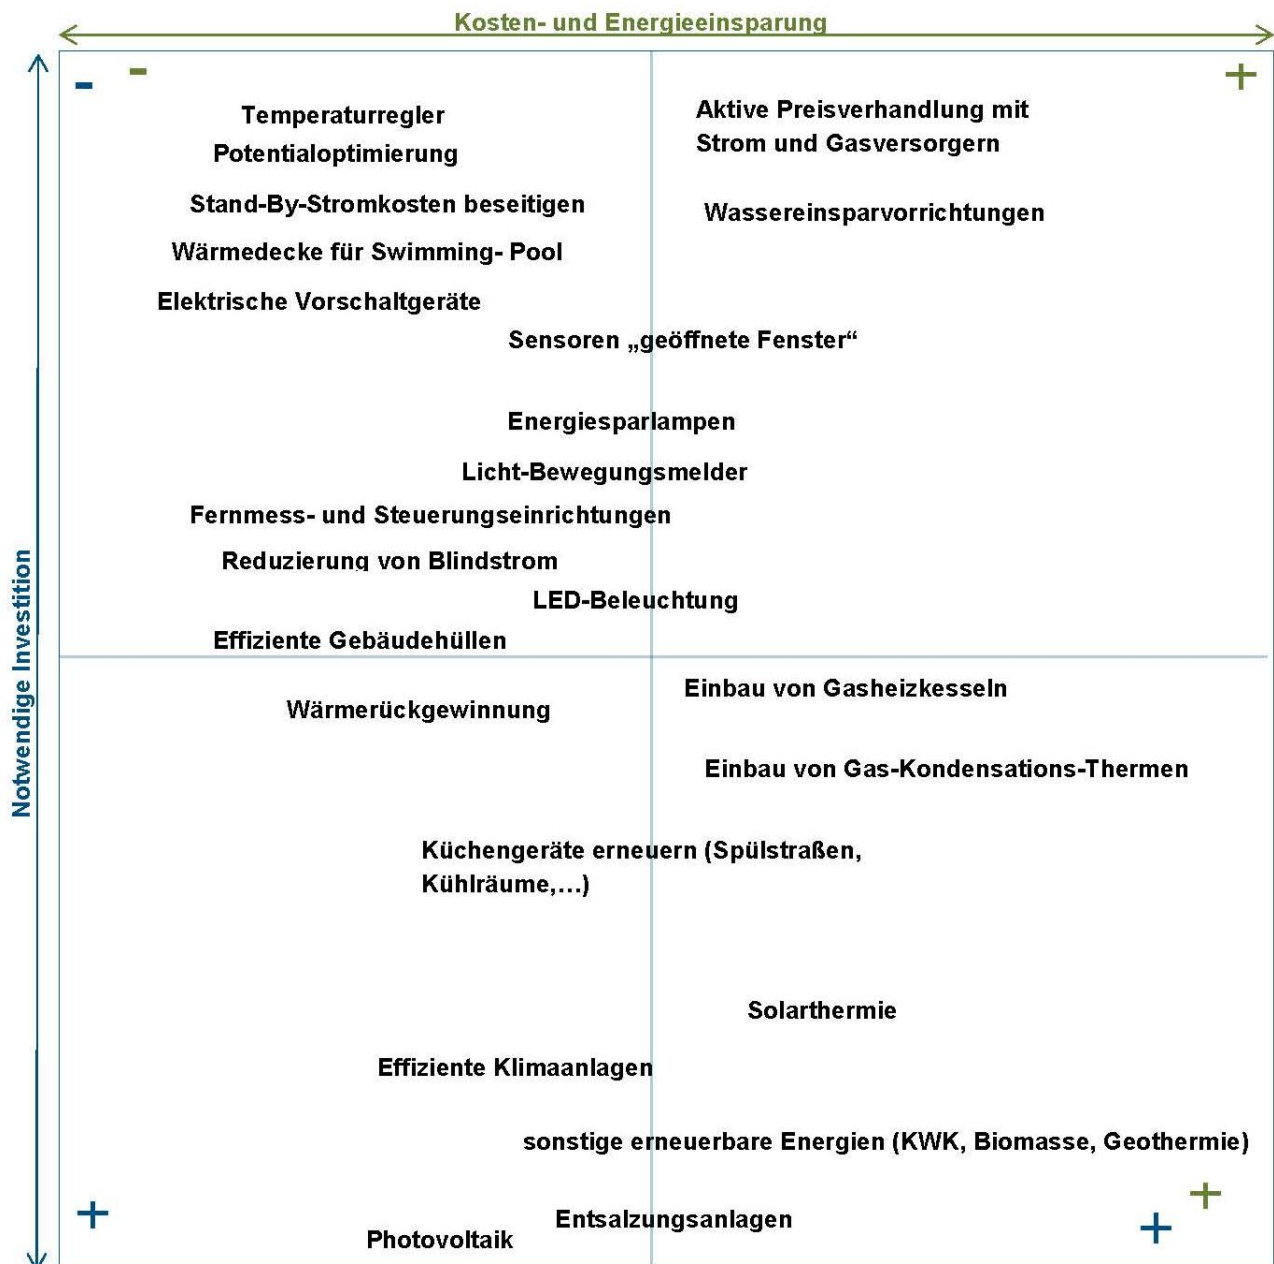 Kosten- und Energieeinsparung
- - +
Temperaturregler
Aktive Preisverhandlung mit
Strom und Gasversorgern
Potentialoptimierung
Stand-By-Stromkosten beseitigen
Wassereinsparvorrichtungen
Wärmedecke für Swimming- Pool
Elektrische Vorschaltgeräte
Sensoren „geöffnete Fenster“
Energiesparlampen
Licht-Bewegungsmelder
Fernmess- und Steuerungseinrichtungen
Reduzierung von Blindstrom
LED-Beleuchtung
Effiziente Gebäudehüllen
Notwendige Investition
Einbau von Gasheizkesseln
Wärmerückgewinnung
Einbau von Gas-Kondensations-Thermen
Küchengeräte erneuern (Spülstraßen,
Kühlräume,…)
Solarthermie
Effiziente Klimaanlagen
sonstige erneuerbare Energien (KWK, Biomasse, Geothermie)
+ + +
Entsalzungsanlagen
Photovoltaik